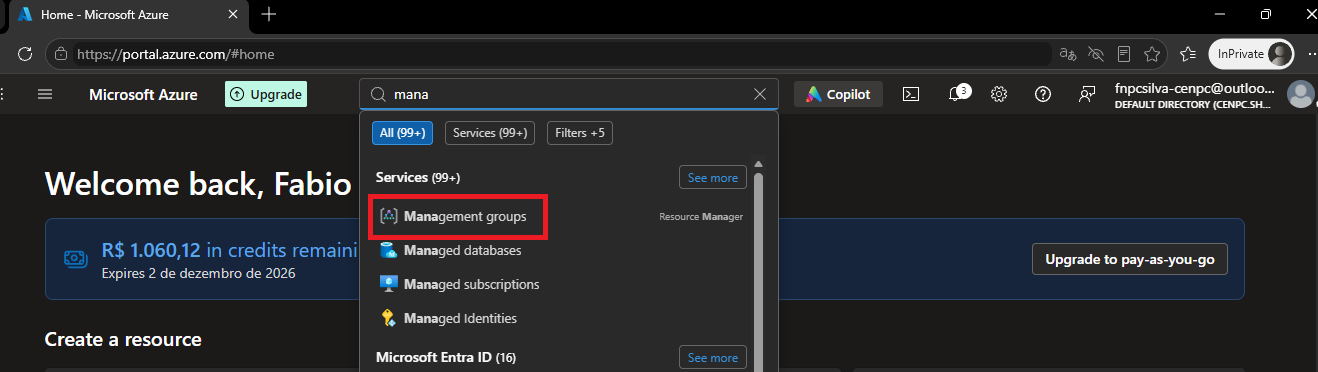 Home - Microsoft Azure
https://portal.azure.com/#home
InPrivate
Microsoft Azure
Upgrade
mana
Copilot
3
fnpcsilva-cenpc@outloo...
DEFAULT DIRECTORY (CENPC.SH...
All (99+)
Services (99+)
Filters +5
Welcome back, Fabio
Services (99+)
See more
Management groups
Resource Manager
R$ 1.060,12 in credits remaini
Managed databases
Upgrade to pay-as-you-go
Expires 2 de dezembro de 2026
Managed subscriptions
Managed Identities
Create a resource
Microsoft Entra ID (16)
See more